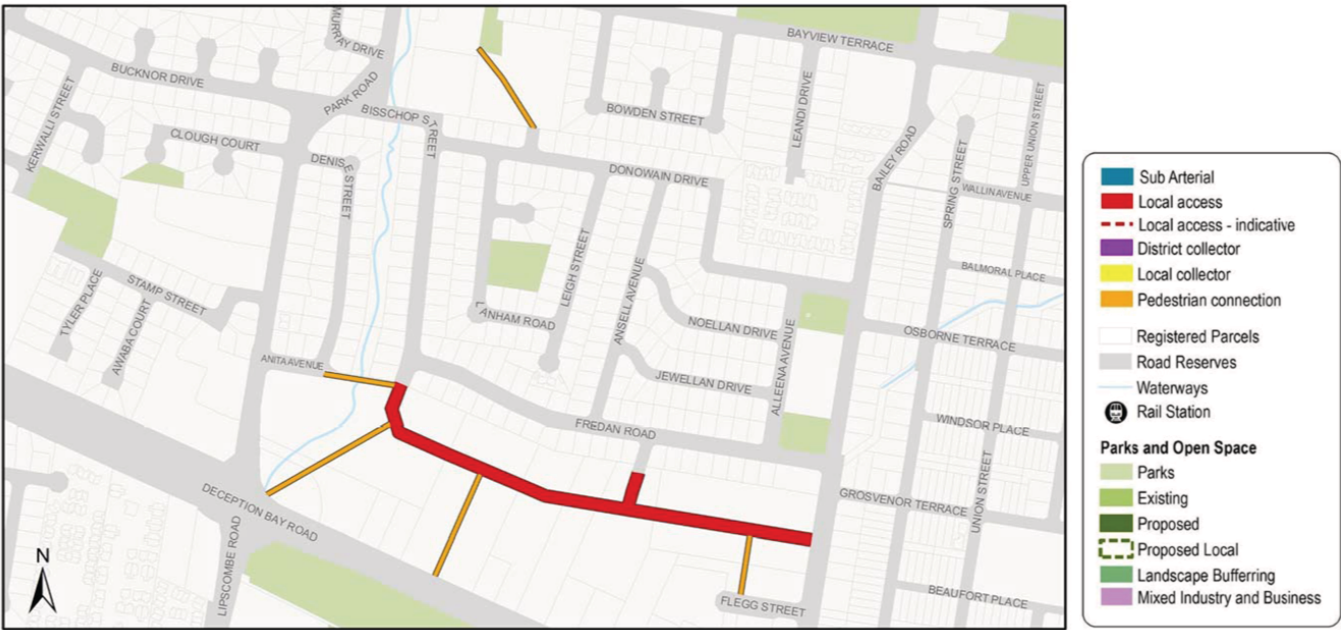 MURRAY DRIVE
BAYVIEW TERRACE
BUCKNOR DRIVE
PARK ROAD
BISSCHOP STREET
BOWDEN STREET
LEANDI DRIVE
UPPER UNION STREET
KERWALLI STREET
CLOUGH COURT
DENISE STREET
DONOWAIN DRIVE
BAILEY ROAD
SPRING STREET
WALLIN AVENUE
STAMP STREET
TYLER PLACE
AWABA COURT
LEIGH STREET
ANSELL AVENUE
BALMORAL PLACE
LANHAM ROAD
NOELLAN DRIVE
ALLEENA AVENUE
OSBORNE TERRACE
ANITA AVENUE
JEWELLAN DRIVE
FREDAN ROAD
WINDSOR PLACE
UNION STREET
GROSVENOR TERRACE
DECEPTION BAY ROAD
LIPSCOMBE ROAD
FLEGG STREET
BEAUFORT PLACE
N
Sub Arterial
Local access
Local access - indicative
District collector
Local collector
Pedestrian connection
Registered Parcels
Road Reserves
Waterways
Rail Station
Parks and Open Space
Parks
Existing
Proposed
Proposed Local
Landscape Bufferring
Mixed Industry and Business